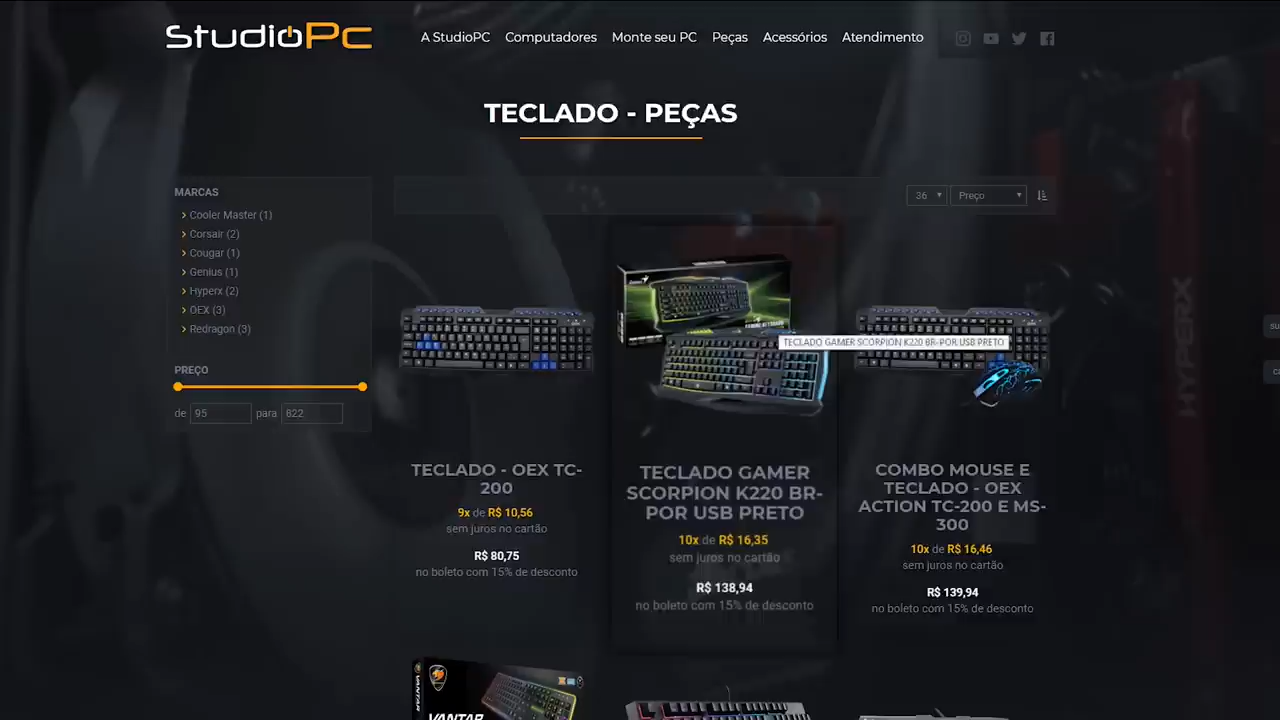 StudioPC
A StudioPC
Computadores
Monte seu PC
Peças
Acessórios
Atendimento
TECLADO - PEÇAS
MARCAS
Cooler Master (1)
Corsair (2)
Cougar (1)
Genius (1)
Hyperx (2)
OEX (3)
Redragon (3)
PREÇO
de 95 para 822
36
Preço
TECLADO GAMER SCORPION K220 BR-POR USB PRETO
TECLADO - OEX TC-
200
9x de R$ 10,56
sem juros no cartão
R$ 80,75
no boleto com 15% de desconto
TECLADO GAMER
SCORPION K220 BR-
POR USB PRETO
10x de R$ 16,35
sem juros no cartão
R$ 138,94
no boleto com 15% de desconto
COMBO MOUSE E
TECLADO - OEX
ACTION TC-200 E MS-
300
10x de R$ 16,46
sem juros no cartão
R$ 139,94
no boleto com 15% de desconto
VANTAR
HYPERX
su
ca